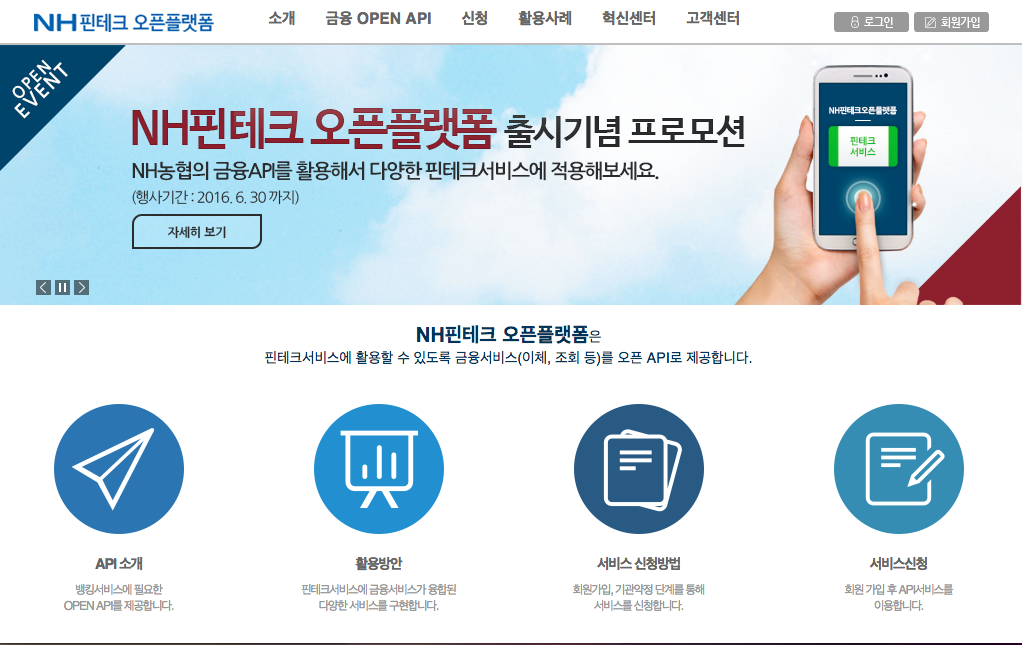 NH핀테크 오픈플랫폼
소개
금융 OPEN API
신청
활용사례
혁신센터
고객센터
로그인
회원가입
OPEN
EVENT
NH핀테크 오픈플랫폼 출시기념 프로모션
NH농협의 금융API를 활용해서 다양한 핀테크서비스에 적용해보세요.
(행사기간 : 2016. 6. 30 까지)
자세히 보기
NH핀테크오픈플랫폼
핀테크
서비스
NH핀테크 오픈플랫폼은
핀테크서비스에 활용할 수 있도록 금융서비스(이체, 조회 등)를 오픈 API로 제공합니다.
API 소개
뱅킹서비스에 필요한
OPEN API를 제공합니다.
활용방안
핀테크서비스에 금융서비스가 융합된
다양한 서비스를 구현합니다.
서비스 신청방법
회원가입, 기관약정 단계를 통해
서비스를 신청합니다.
서비스신청
회원 가입 후 API서비스를
이용합니다.